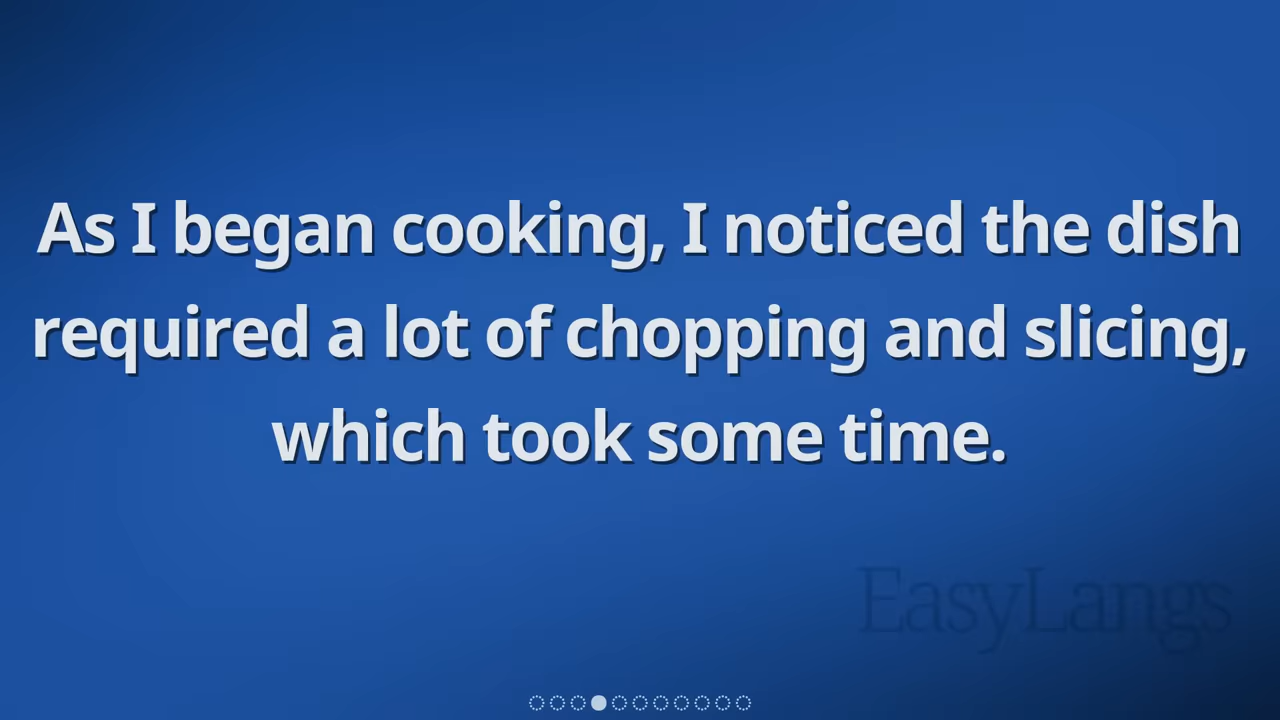 As I began cooking, I noticed the dish
required a lot of chopping and slicing,
which took some time.
EasyLangs